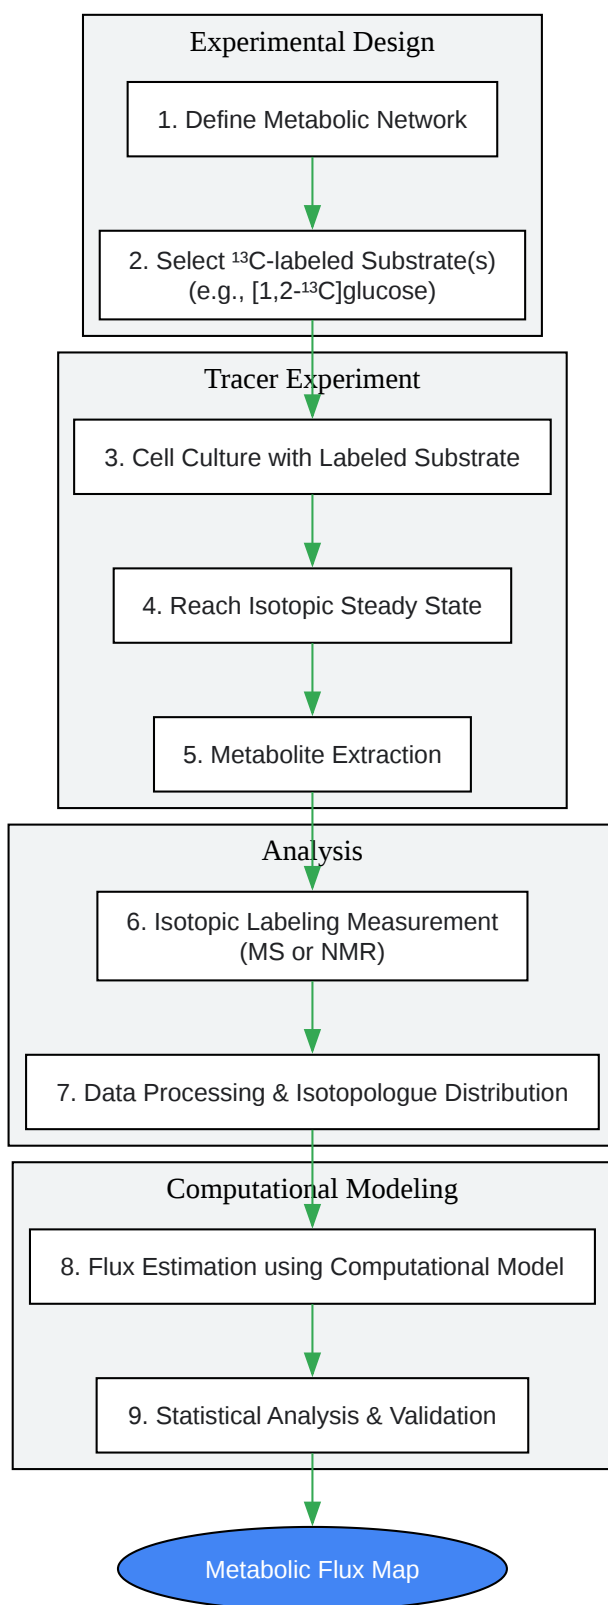 Experimental Design
1. Define Metabolic Network
2. Select ¹³C-labeled Substrate(s)
(e.g., [1,2-¹³C]glucose)
Tracer Experiment
3. Cell Culture with Labeled Substrate
4. Reach Isotopic Steady State
5. Metabolite Extraction
Analysis
6. Isotopic Labeling Measurement
(MS or NMR)
7. Data Processing & Isotopologue Distribution
Computational Modeling
8. Flux Estimation using Computational Model
9. Statistical Analysis & Validation
Metabolic Flux Map